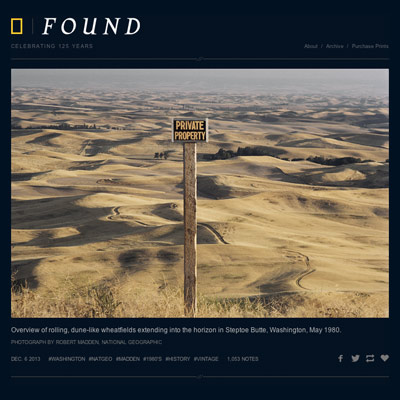 FOUND
CELEBRATING 125 YEARS
About / Archive / Purchase Prints
PRIVATE
PROPERTY
Overview of rolling, dune-like wheatfields extending into the horizon in Steptoe Butte, Washington, May 1980.
PHOTOGRAPH BY ROBERT MADDEN, NATIONAL GEOGRAPHIC
DEC. 6 2013 #WASHINGTON #NATGEO #MADDEN #1980'S #HISTORY #VINTAGE 1,053 NOTES